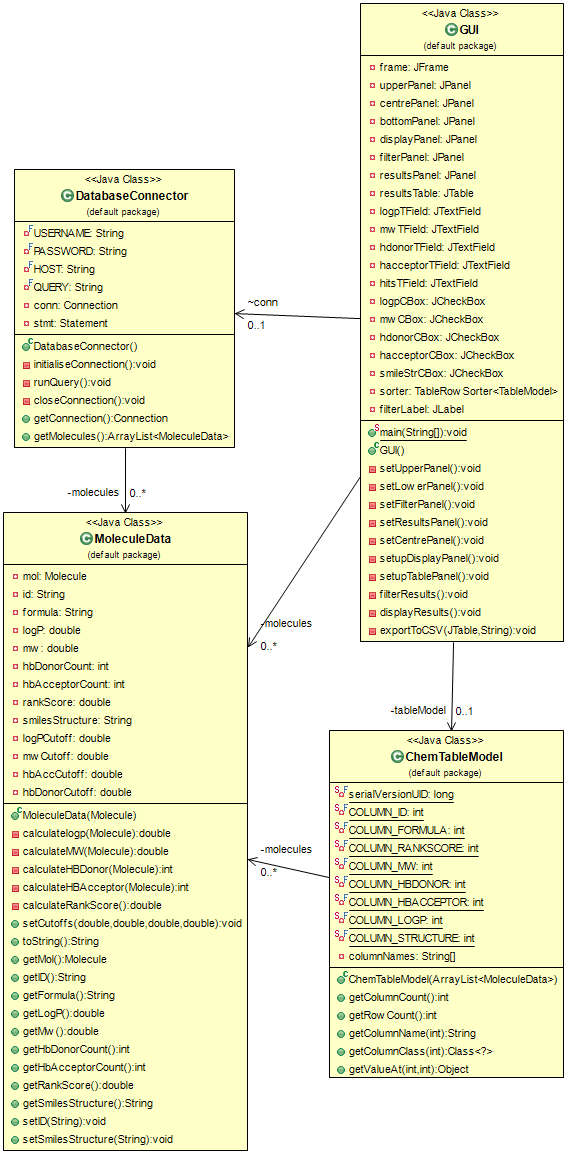 <<Java Class>>
GUI
(default package)
frame: JFrame
upperPanel: JPanel
centrePanel: JPanel
bottomPanel: JPanel
displayPanel: JPanel
filterPanel: JPanel
resultsPanel: JPanel
resultsTable: JTable
logpTField: JTextField
mwTField: JTextField
hdonorTField: JTextField
hacceptorTField: JTextField
hitsTField: JTextField
logpCBox: JCheckBox
mwCBox: JCheckBox
hdonorCBox: JCheckBox
hacceptorCBox: JCheckBox
smileStrCBox: JCheckBox
sorter: TableRowSorter<TableModel>
filterLabel: JLabel
main(String[]):void
GUI()
setUpperPanel():void
setLowerPanel():void
setFilterPanel():void
setResultsPanel():void
setCentrePanel():void
setupDisplayPanel():void
setupTablePanel():void
filterResults():void
displayResults():void
exportToCSV(JTable,String):void
<<Java Class>>
DatabaseConnector
(default package)
USERNAME: String
PASSWORD: String
HOST: String
QUERY: String
conn: Connection
stmt: Statement
DatabaseConnector()
initialiseConnection():void
runQuery():void
closeConnection():void
getConnection():Connection
getMolecules():ArrayList<MoleculeData>
~conn
0..1
-molecules
0..*
-molecules
0..*
-tableModel
0..1
-molecules
0..*
<<Java Class>>
MoleculeData
(default package)
mol: Molecule
id: String
formula: String
logP: double
mw: double
hbDonorCount: int
hbAcceptorCount: int
rankScore: double
smilesStructure: String
logPCutoff: double
mwCutoff: double
hbAccCutoff: double
hbDonorCutoff: double
MoleculeData(Molecule)
calculatelogp(Molecule):double
calculateMW(Molecule):double
calculateHBDonor(Molecule):int
calculateHBAcceptor(Molecule):int
calculateRankScore():double
setCutoffs(double,double,double,double):void
toString():String
getMol():Molecule
getID():String
getFormula():String
getLogP():double
getMw():double
getHbDonorCount():int
getHbAcceptorCount():int
getRankScore():double
getSmilesStructure():String
setID(String):void
setSmilesStructure(String):void
<<Java Class>>
ChemTableModel
(default package)
serialVersionUID: long
COLUMN_ID: int
COLUMN_FORMULA: int
COLUMN_RANKSCORE: int
COLUMN_MW: int
COLUMN_HBDONOR: int
COLUMN_HBACCEPTOR: int
COLUMN_LOGP: int
COLUMN_STRUCTURE: int
columnNames: String[]
ChemTableModel(ArrayList<MoleculeData>)
getColumnCount():int
getRowCount():int
getColumnName(int):String
getColumnClass(int):Class<?>
getValueAt(int,int):Object